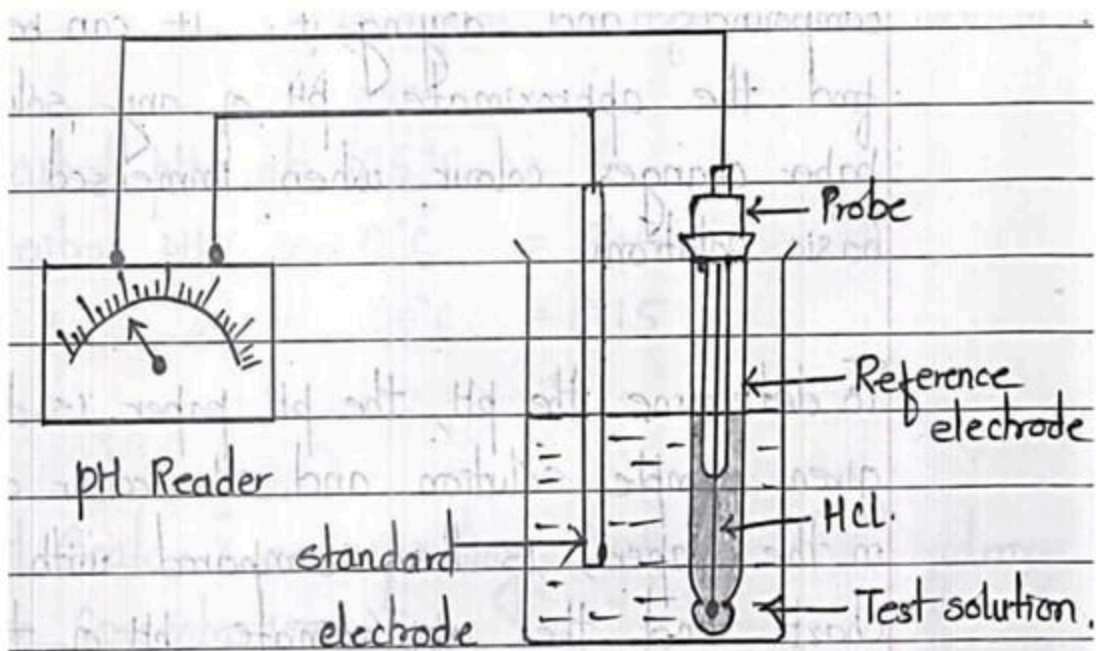 Probe
Reference
electrode
pH Reader
HCl.
standard
electrode
Test solution.